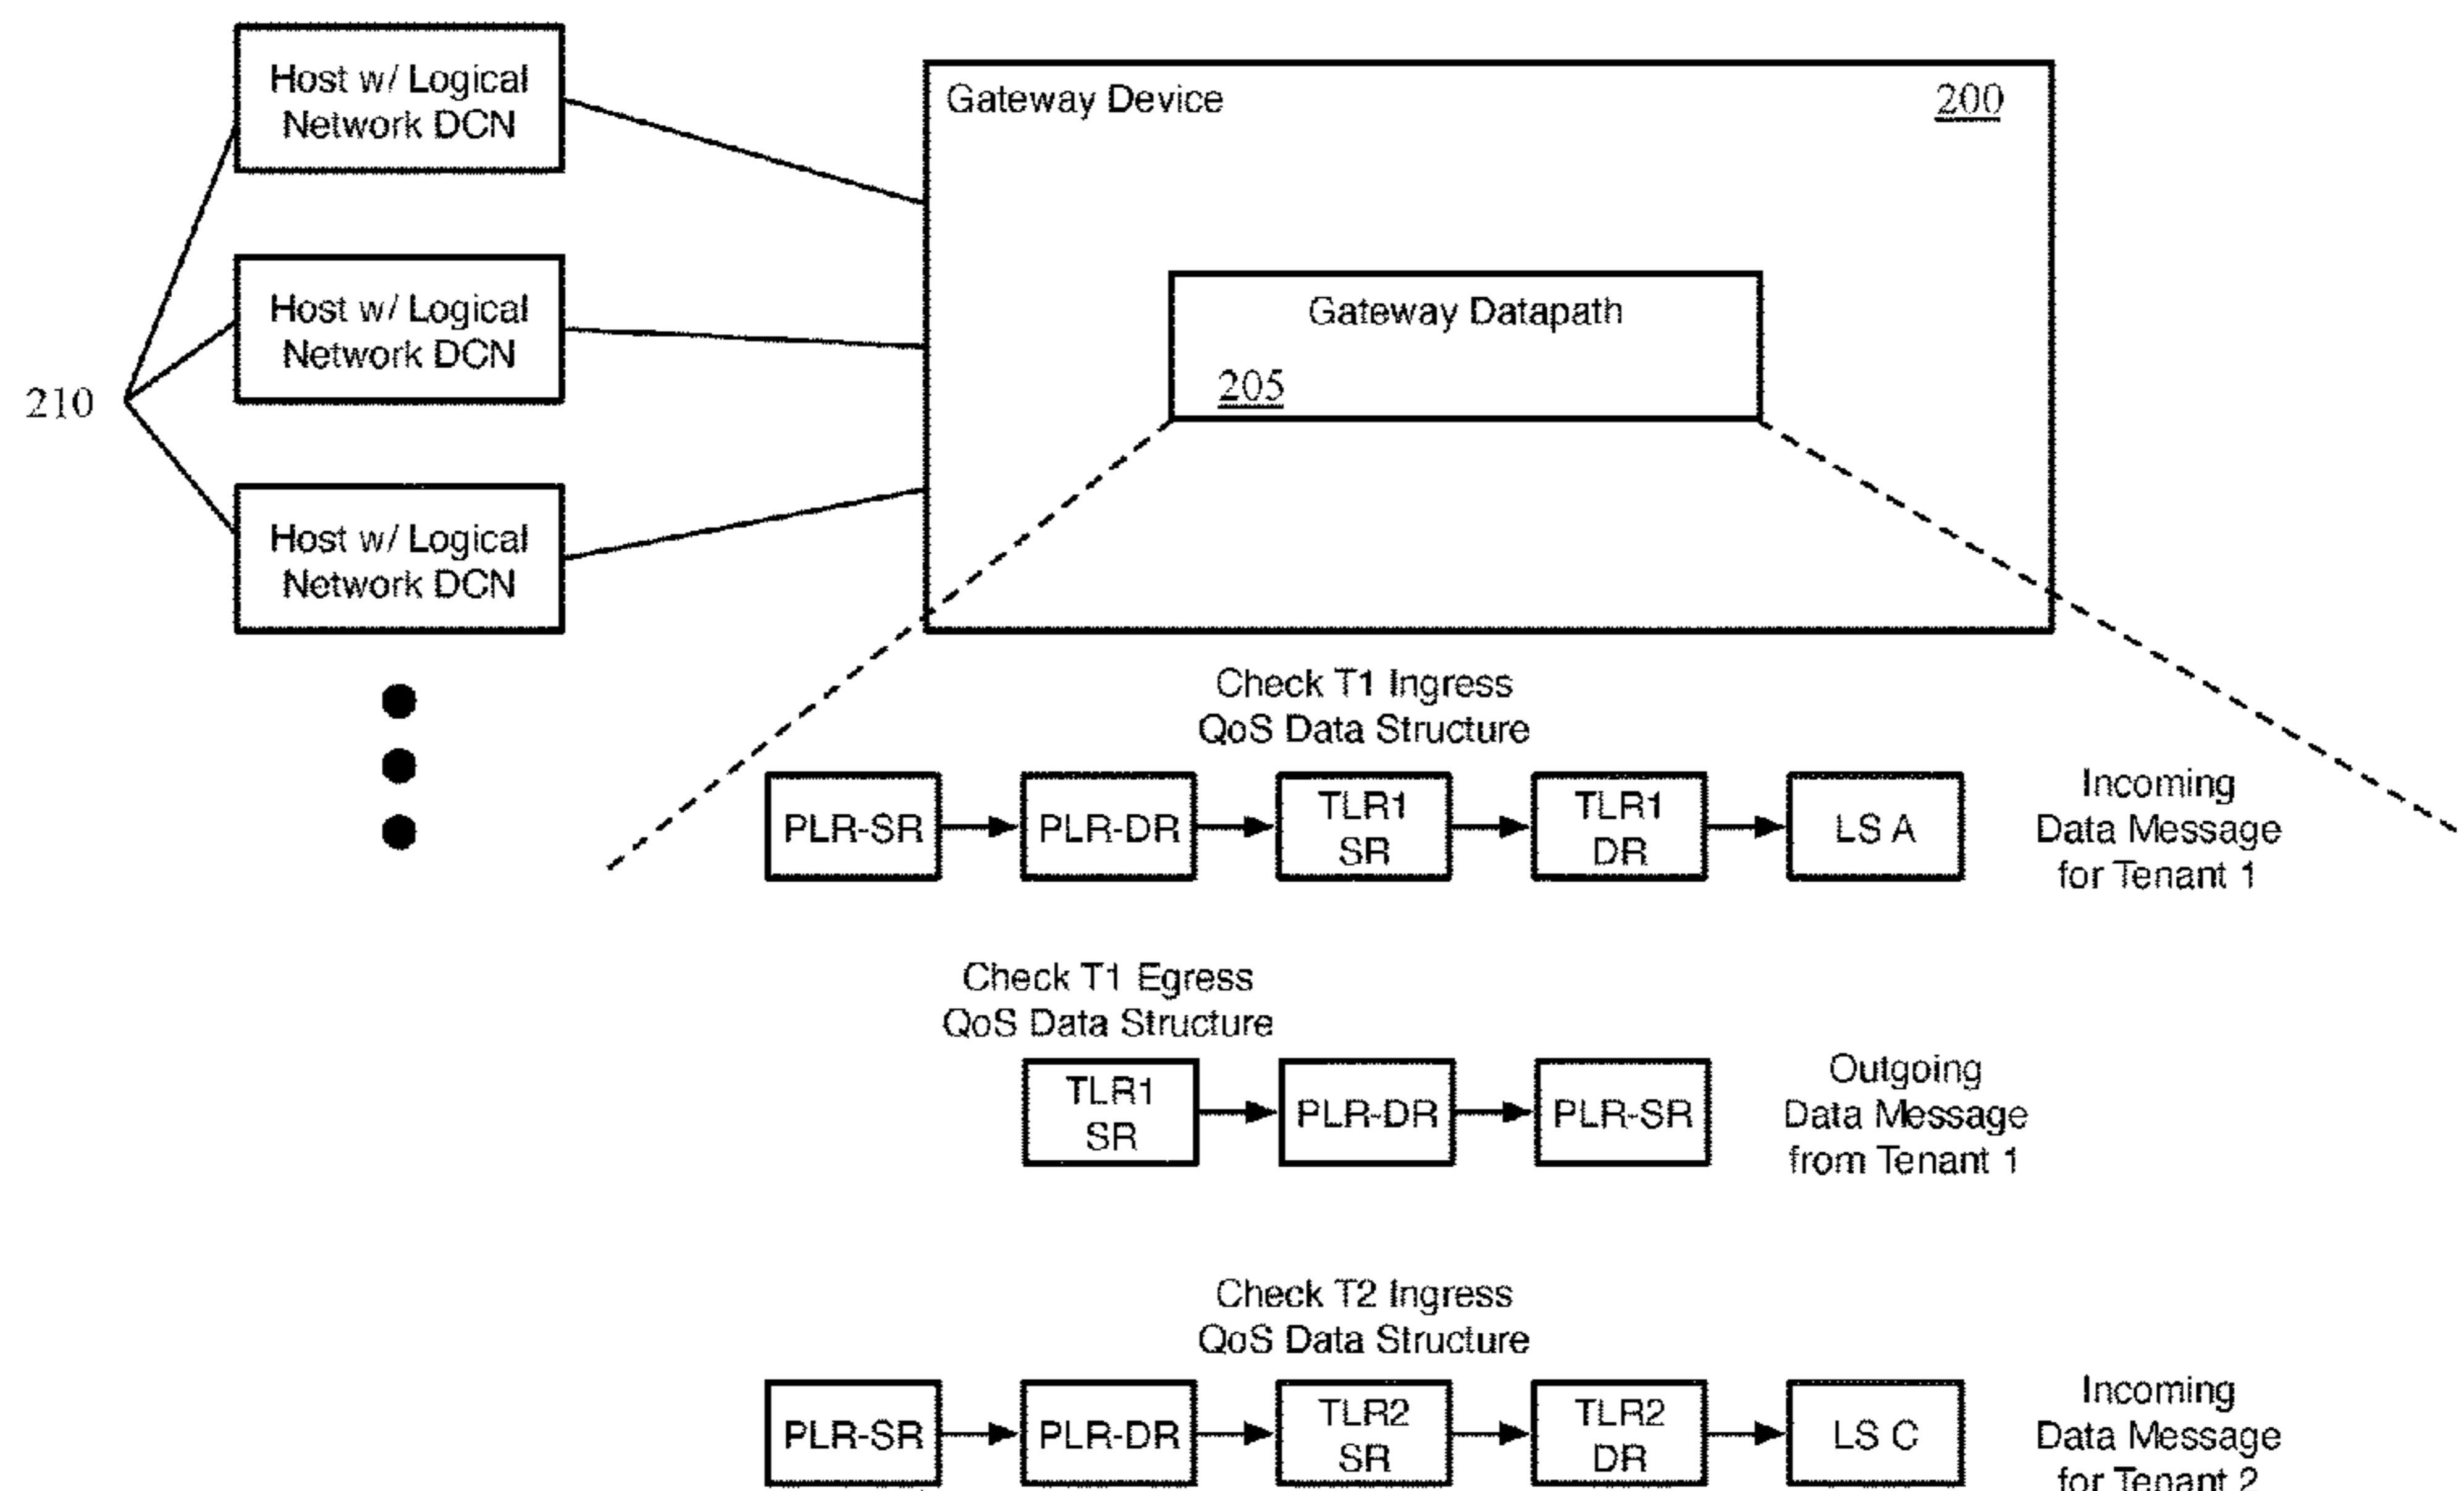 Host w/ Logical
Network DCN
Gateway Device
200
Host w/ Logical
Network DCN
Gateway Datapath
205
210
Host w/ Logical
Network DCN
Check T1 Ingress
QoS Data Structure
PLR-SR
PLR-DR
TLR1
SR
TLR1
DR
LS A
Incoming
Data Message
for Tenant 1
Check T1 Egress
QoS Data Structure
TLR1
SR
PLR-DR
PLR-SR
Outgoing
Data Message
from Tenant 1
Check T2 Ingress
QoS Data Structure
PLR-SR
PLR-DR
TLR2
SR
TLR2
DR
LS C
Incoming
Data Message
for Tenant 2